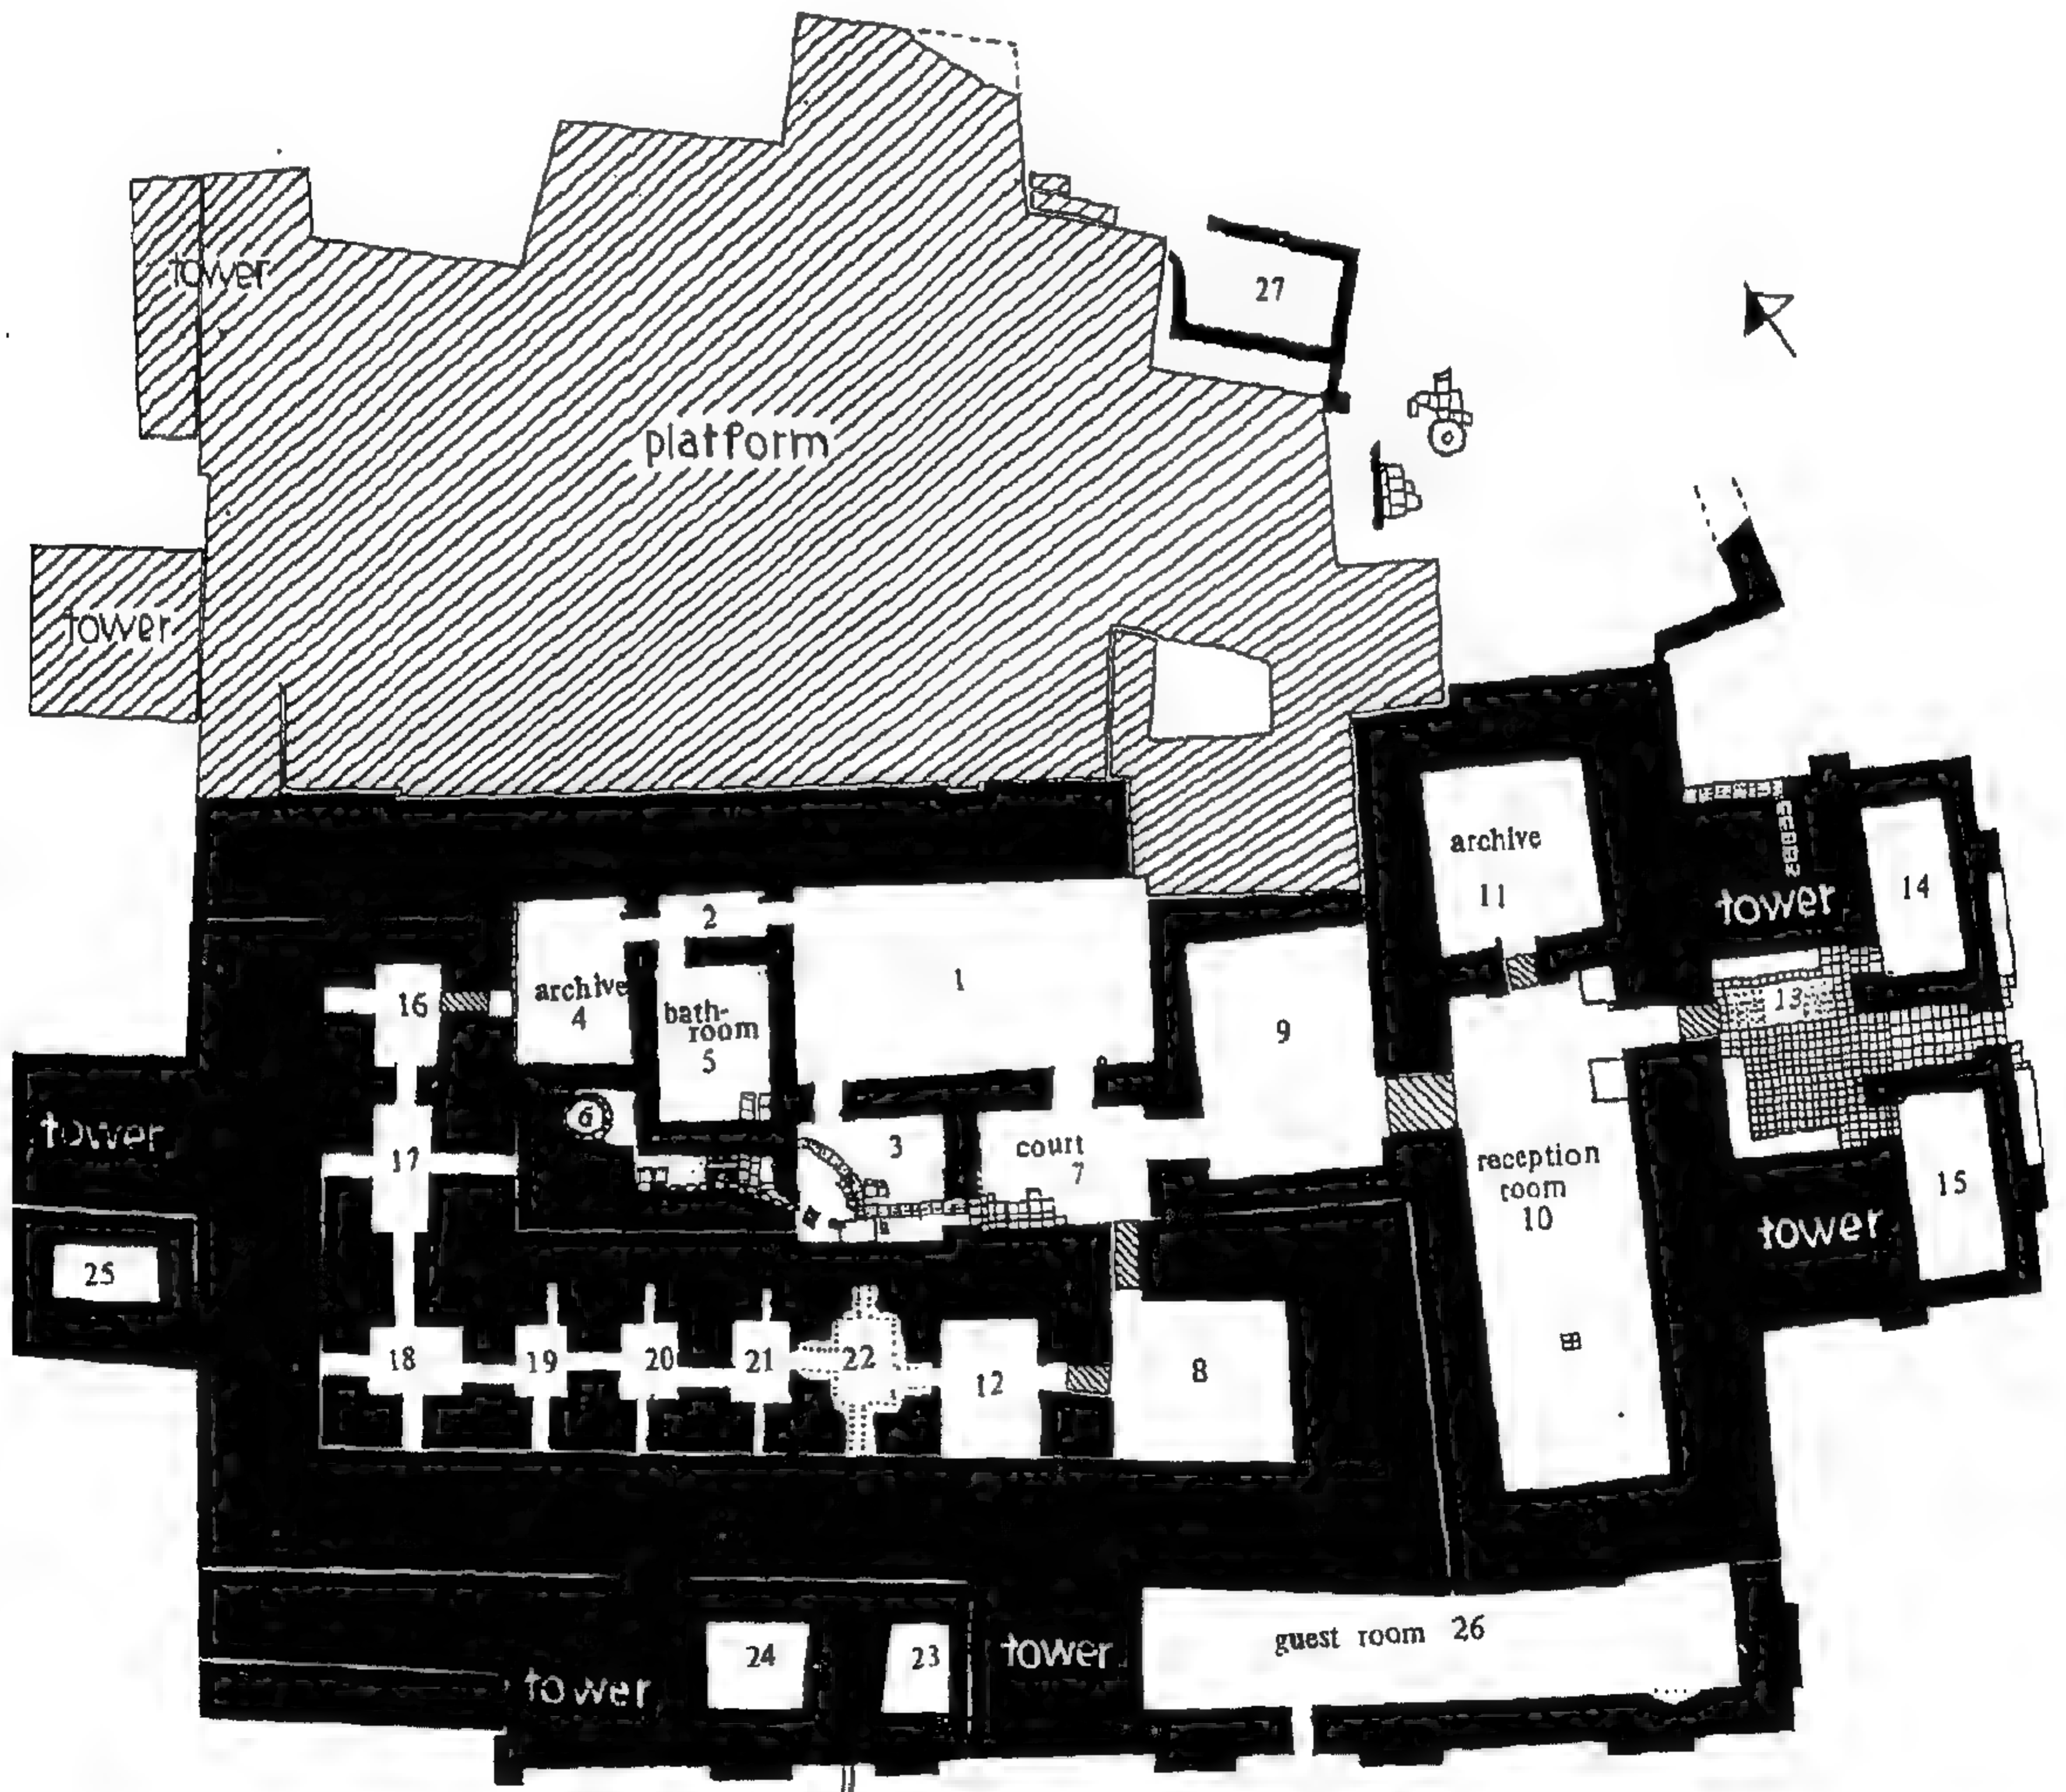 tower
27
platform
tower
archive
11
tower
14
2
1
16
archive
4
bath-
room
5
9
13
6
tower
17
3
court
7
reception
room
10
15
tower
25
18
19
20
21
22
12
8
24
23
tower
tower
guest room 26